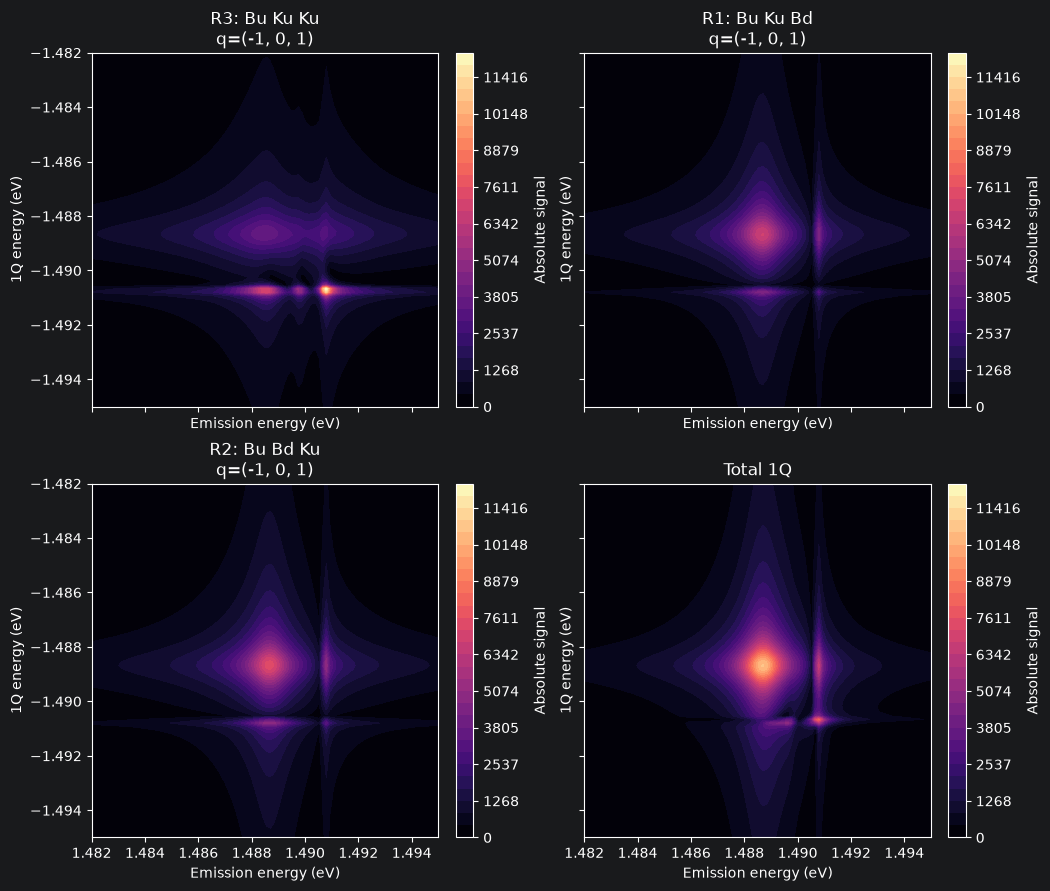 R3: Bu Ku Ku
q=(-1, 0, 1)
−1.482
−1.484
−1.486
−1.488
−1.490
−1.492
−1.494
1Q energy (eV)
Emission energy (eV)
11416
10148
8879
7611
6342
5074
3805
2537
1268
0
Absolute signal
R1: Bu Ku Bd
q=(-1, 0, 1)
1Q energy (eV)
Emission energy (eV)
11416
10148
8879
7611
6342
5074
3805
2537
1268
0
Absolute signal
R2: Bu Bd Ku
q=(-1, 0, 1)
−1.482
−1.484
−1.486
−1.488
−1.490
−1.492
−1.494
1Q energy (eV)
1.482 1.484 1.486 1.488 1.490 1.492 1.494
Emission energy (eV)
11416
10148
8879
7611
6342
5074
3805
2537
1268
0
Absolute signal
Total 1Q
1Q energy (eV)
1.482 1.484 1.486 1.488 1.490 1.492 1.494
Emission energy (eV)
11416
10148
8879
7611
6342
5074
3805
2537
1268
0
Absolute signal